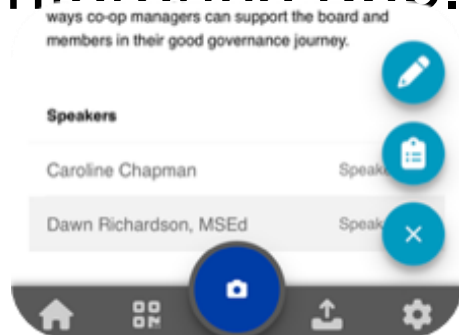 ways co-op managers can support the board and
members in their good governance journey.
Speakers
Caroline Chapman
Dawn Richardson, MSEd